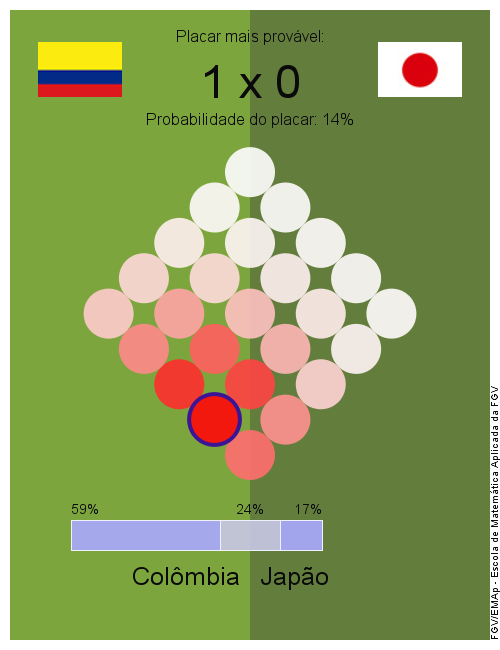 Placar mais provável:
1 x 0
Probabilidade do placar: 14%
59% 24% 17%
Colômbia Japão
FGV/EMAp - Escola de Matemática Aplicada da FGV